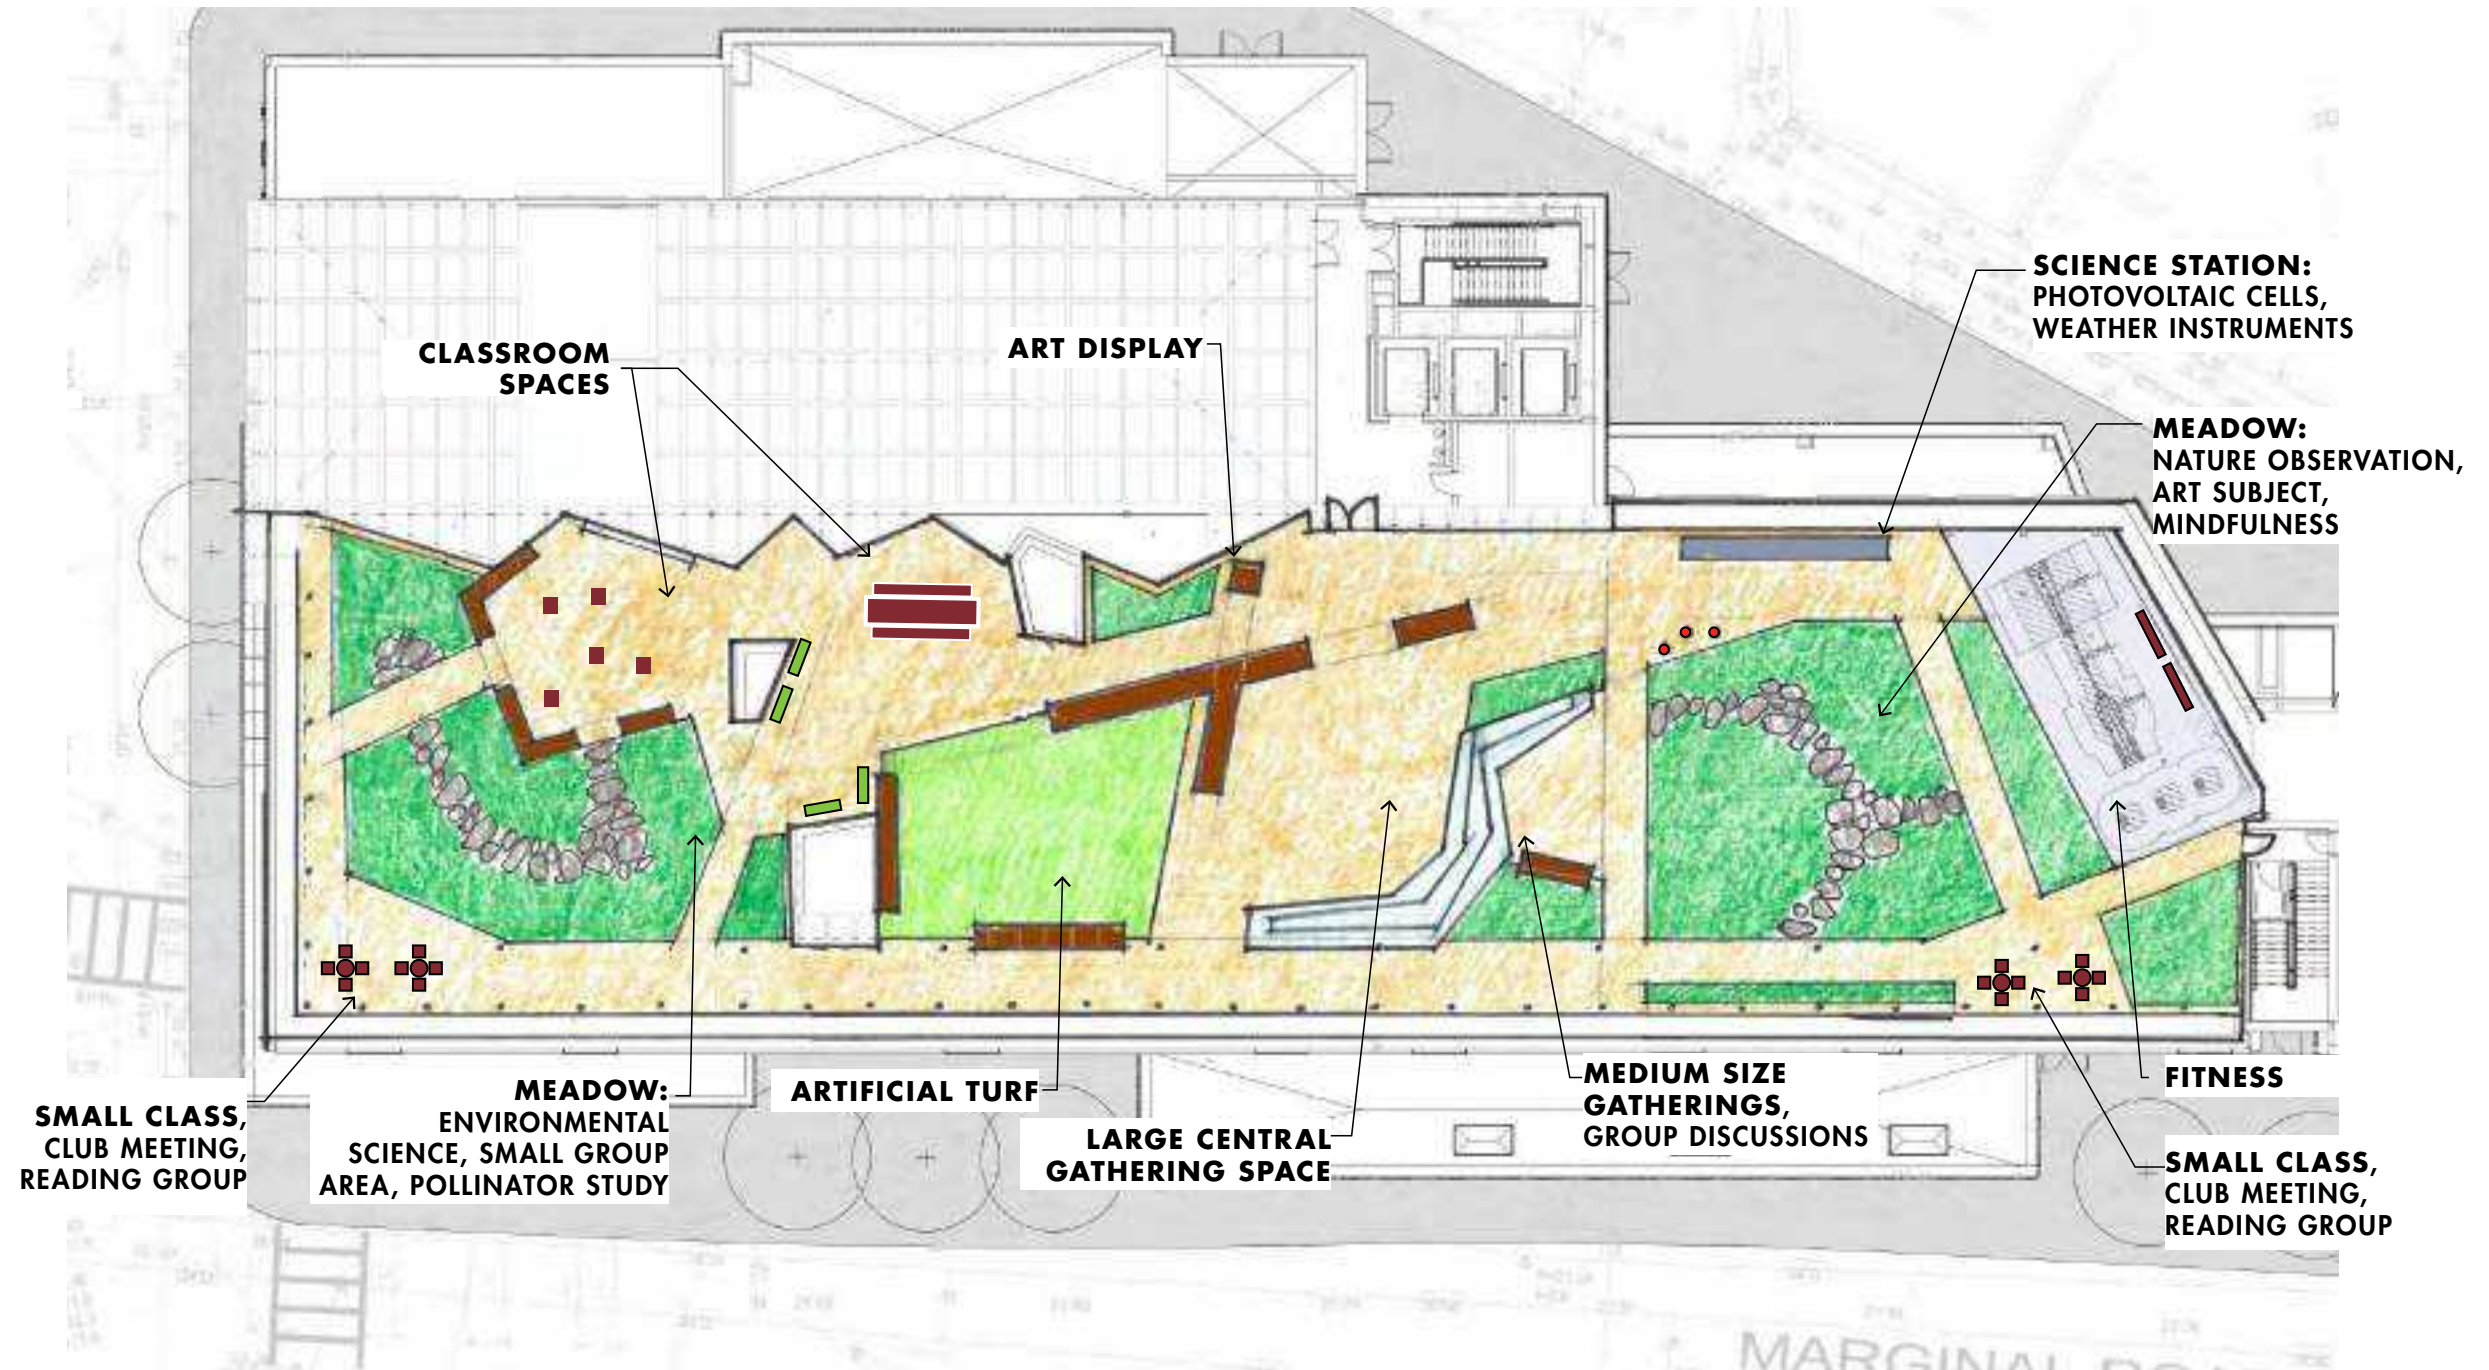 SCIENCE STATION:
PHOTOVOLTAIC CELLS,
WEATHER INSTRUMENTS
CLASSROOM
SPACES
ART DISPLAY
MEADOW:
NATURE OBSERVATION,
ART SUBJECT,
MINDFULNESS
SMALL CLASS,
CLUB MEETING,
READING GROUP
MEADOW:
ENVIRONMENTAL
SCIENCE, SMALL GROUP
AREA, POLLINATOR STUDY
ARTIFICIAL TURF
LARGE CENTRAL
GATHERING SPACE
MEDIUM SIZE
GATHERINGS,
GROUP DISCUSSIONS
FITNESS
SMALL CLASS,
CLUB MEETING,
READING GROUP
MARGINAL